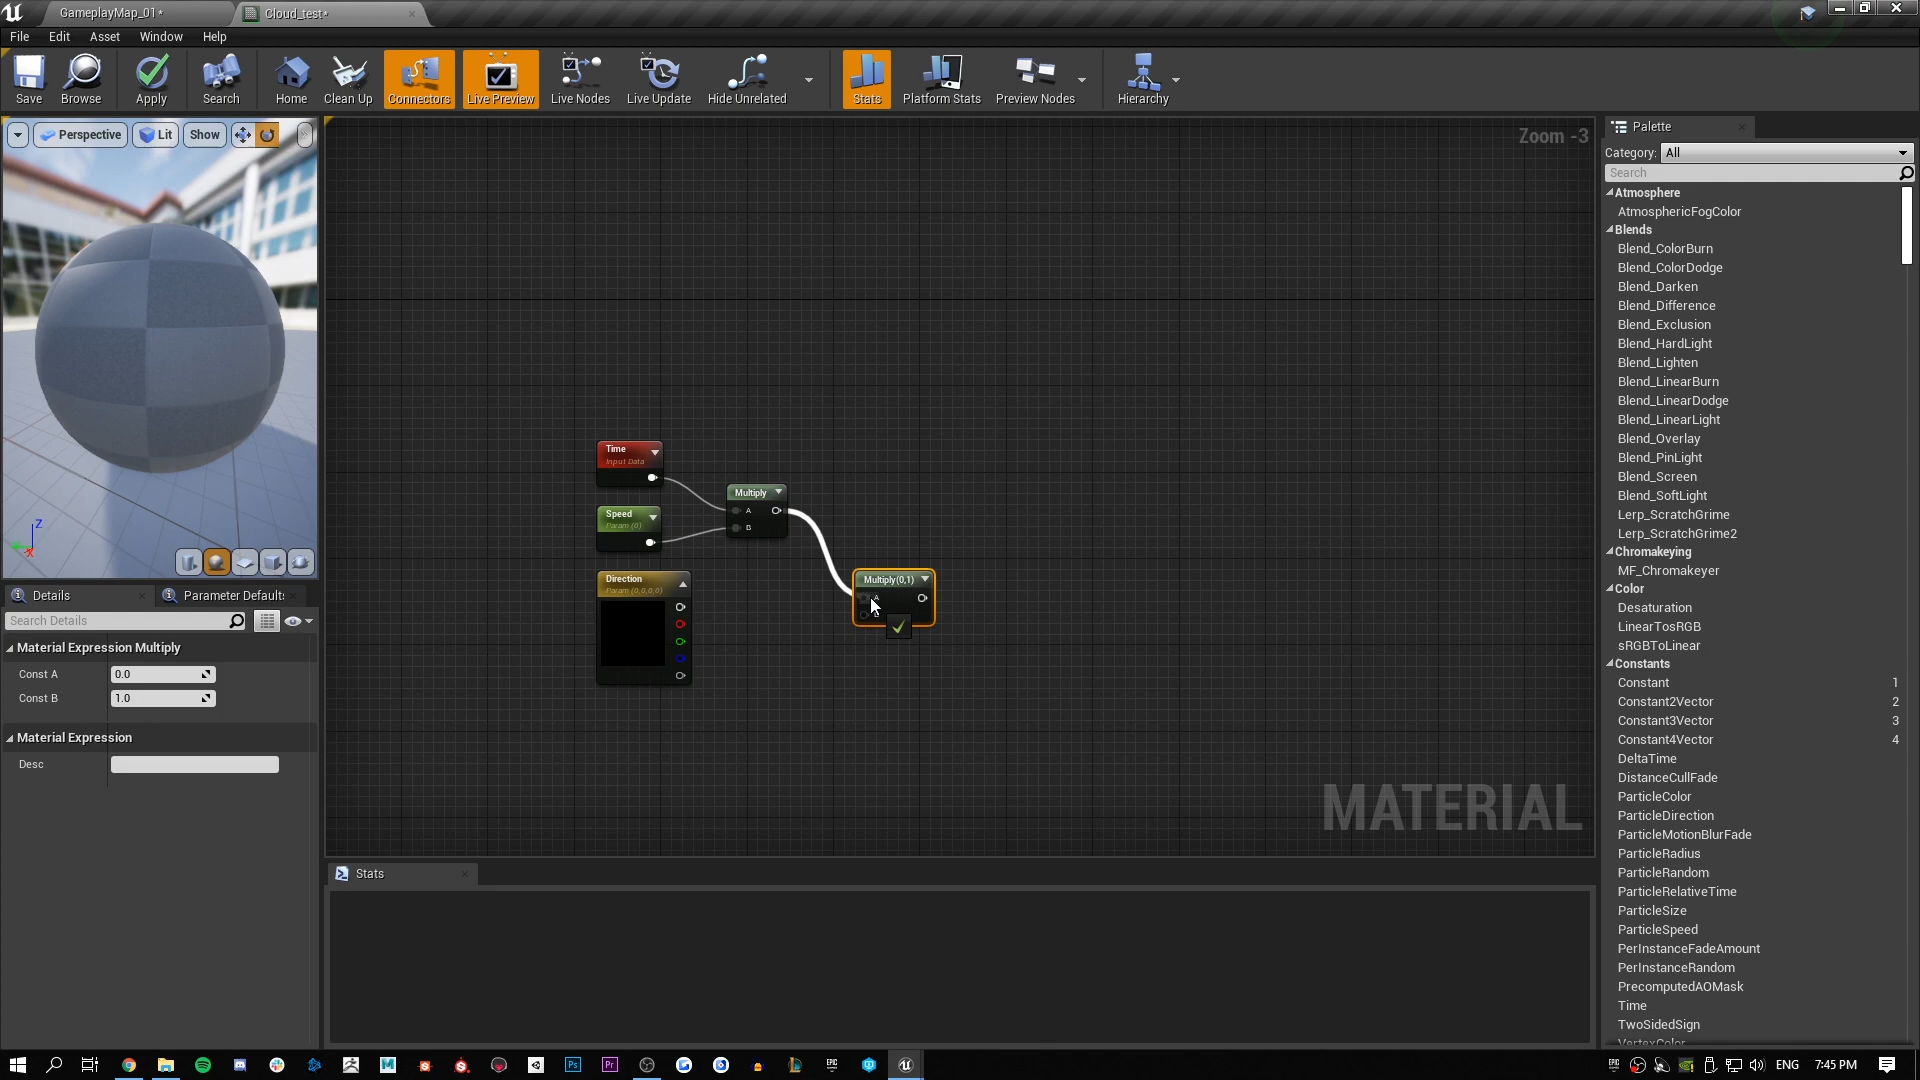 GameplayMap_01*
Cloud_test*
File
Edit
Asset
Window
Help
Save
Browse
Apply
Search
Home
Clean Up
Connectors
Live Preview
Live Nodes
Live Update
Hide Unrelated
Stats
Platform Stats
Preview Nodes
Hierarchy
Perspective
Lit
Show
Zoom -3
Palette
Category:
All
Search
Atmosphere
AtmosphericFogColor
Blends
Blend_ColorBurn
Blend_ColorDodge
Blend_Darken
Blend_Difference
Blend_Exclusion
Blend_HardLight
Blend_Lighten
Blend_LinearBurn
Blend_LinearDodge
Blend_LinearLight
Blend_Overlay
Blend_PinLight
Blend_Screen
Blend_SoftLight
Lerp_ScratchGrime
Lerp_ScratchGrime2
Chromakeying
MF_Chromakeyer
Color
Desaturation
LinearTosRGB
sRGBToLinear
Constants
Constant 1
Constant2Vector 2
Constant3Vector 3
Constant4Vector 4
DeltaTime
DistanceCullFade
ParticleColor
ParticleDirection
ParticleMotionBlurFade
ParticleRadius
ParticleRandom
ParticleRelativeTime
ParticleSize
ParticleSpeed
PerInstanceFadeAmount
PerInstanceRandom
PrecomputedAOMask
Time
TwoSidedSign
VertexColor
Time
Input Data
Speed
Param (0)
Direction
Param (0,0,0,0)
Multiply
A
B
Multiply(0,1)
A
MATERIAL
Z
Details
Parameter Defaults
Search Details
Material Expression Multiply
Const A
0.0
Const B
1.0
Material Expression
Desc
Stats
ENG
7:45 PM